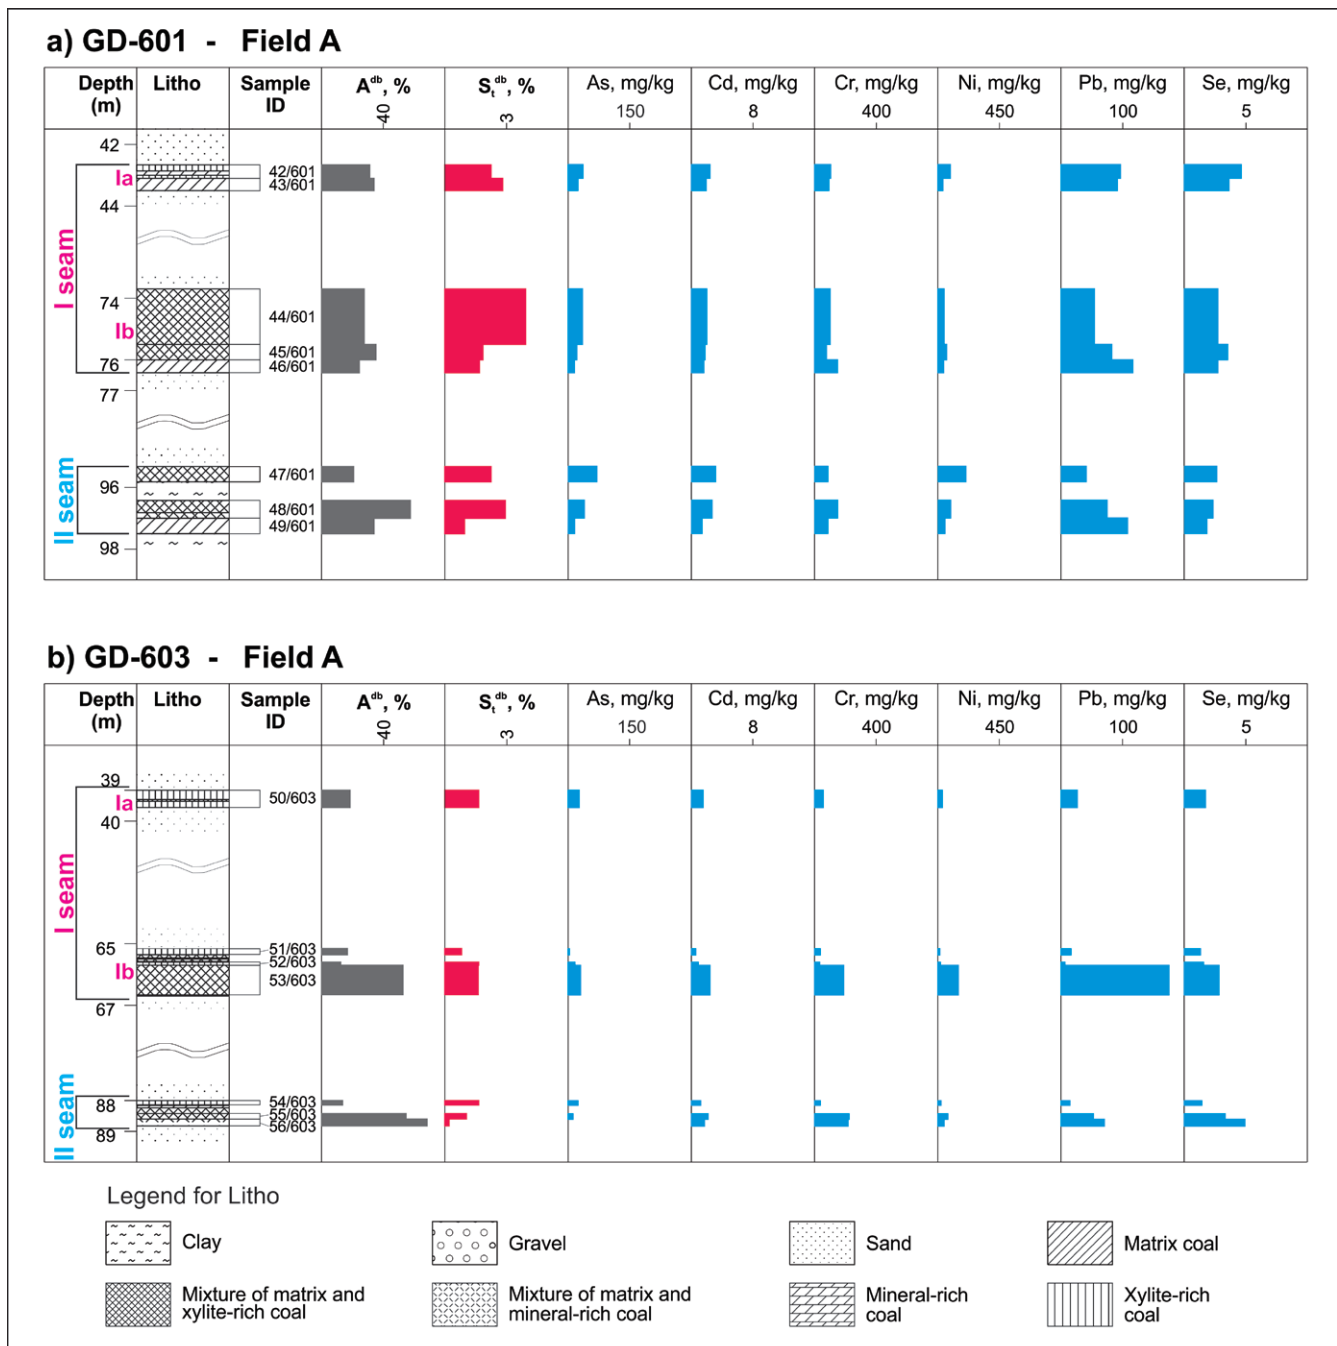 a) GD-601 - Field A
Depth (m) Litho Sample ID A^db, % S_t^db, % As, mg/kg Cd, mg/kg Cr, mg/kg Ni, mg/kg Pb, mg/kg Se, mg/kg
40 3 150 8 400 450 100 5
42
Ia
42/601
43/601
44
I seam
74
Ib
44/601
45/601
76
46/601
77
II seam
47/601
96
48/601
49/601
98
b) GD-603 - Field A
Depth (m) Litho Sample ID A^db, % S_t^db, % As, mg/kg Cd, mg/kg Cr, mg/kg Ni, mg/kg Pb, mg/kg Se, mg/kg
40 3 150 8 400 450 100 5
39
Ia
50/603
40
I seam
65
51/603
Ib
52/603
53/603
67
II seam
88
54/603
55/603
56/603
89
Legend for Litho
Clay
Gravel
Sand
Matrix coal
Mixture of matrix and
xylite-rich coal
Mixture of matrix and
mineral-rich coal
Mineral-rich
coal
Xylite-rich
coal